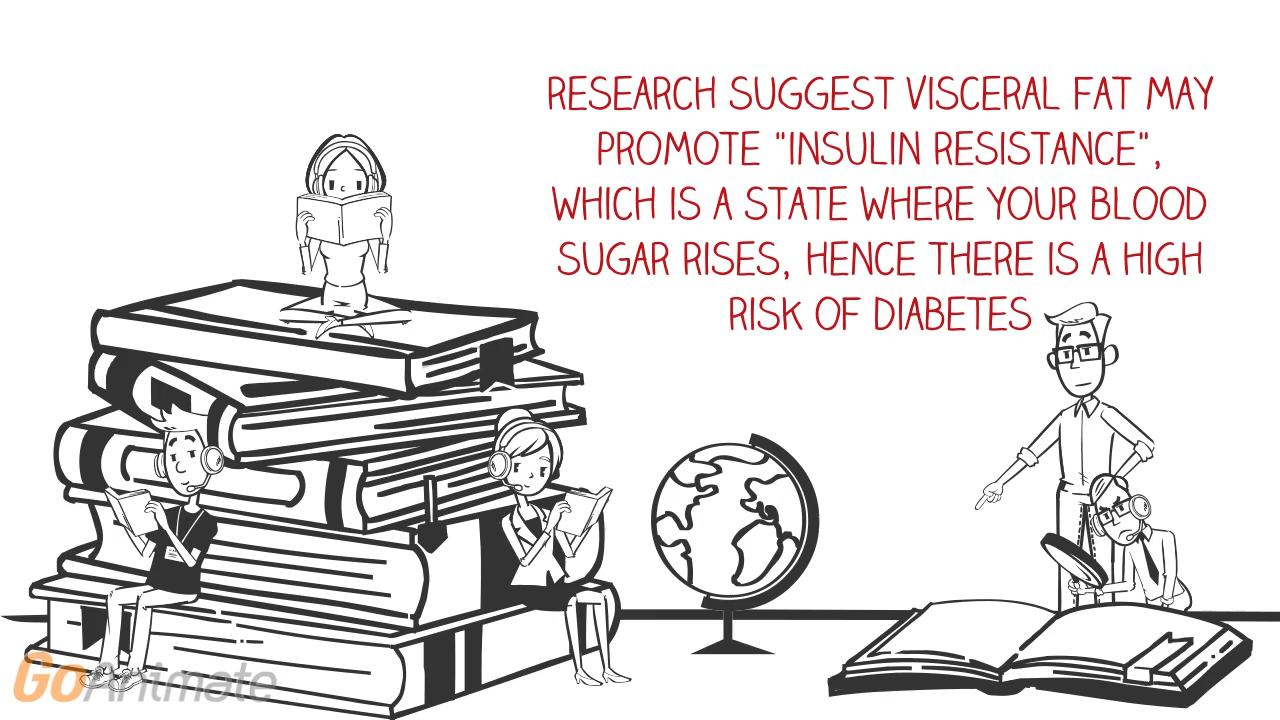 RESEARCH SUGGEST VISCERAL FAT MAY
PROMOTE "INSULIN RESISTANCE",
WHICH IS A STATE WHERE YOUR BLOOD
SUGAR RISES, HENCE THERE IS A HIGH
RISK OF DIABETES
GoAnimate